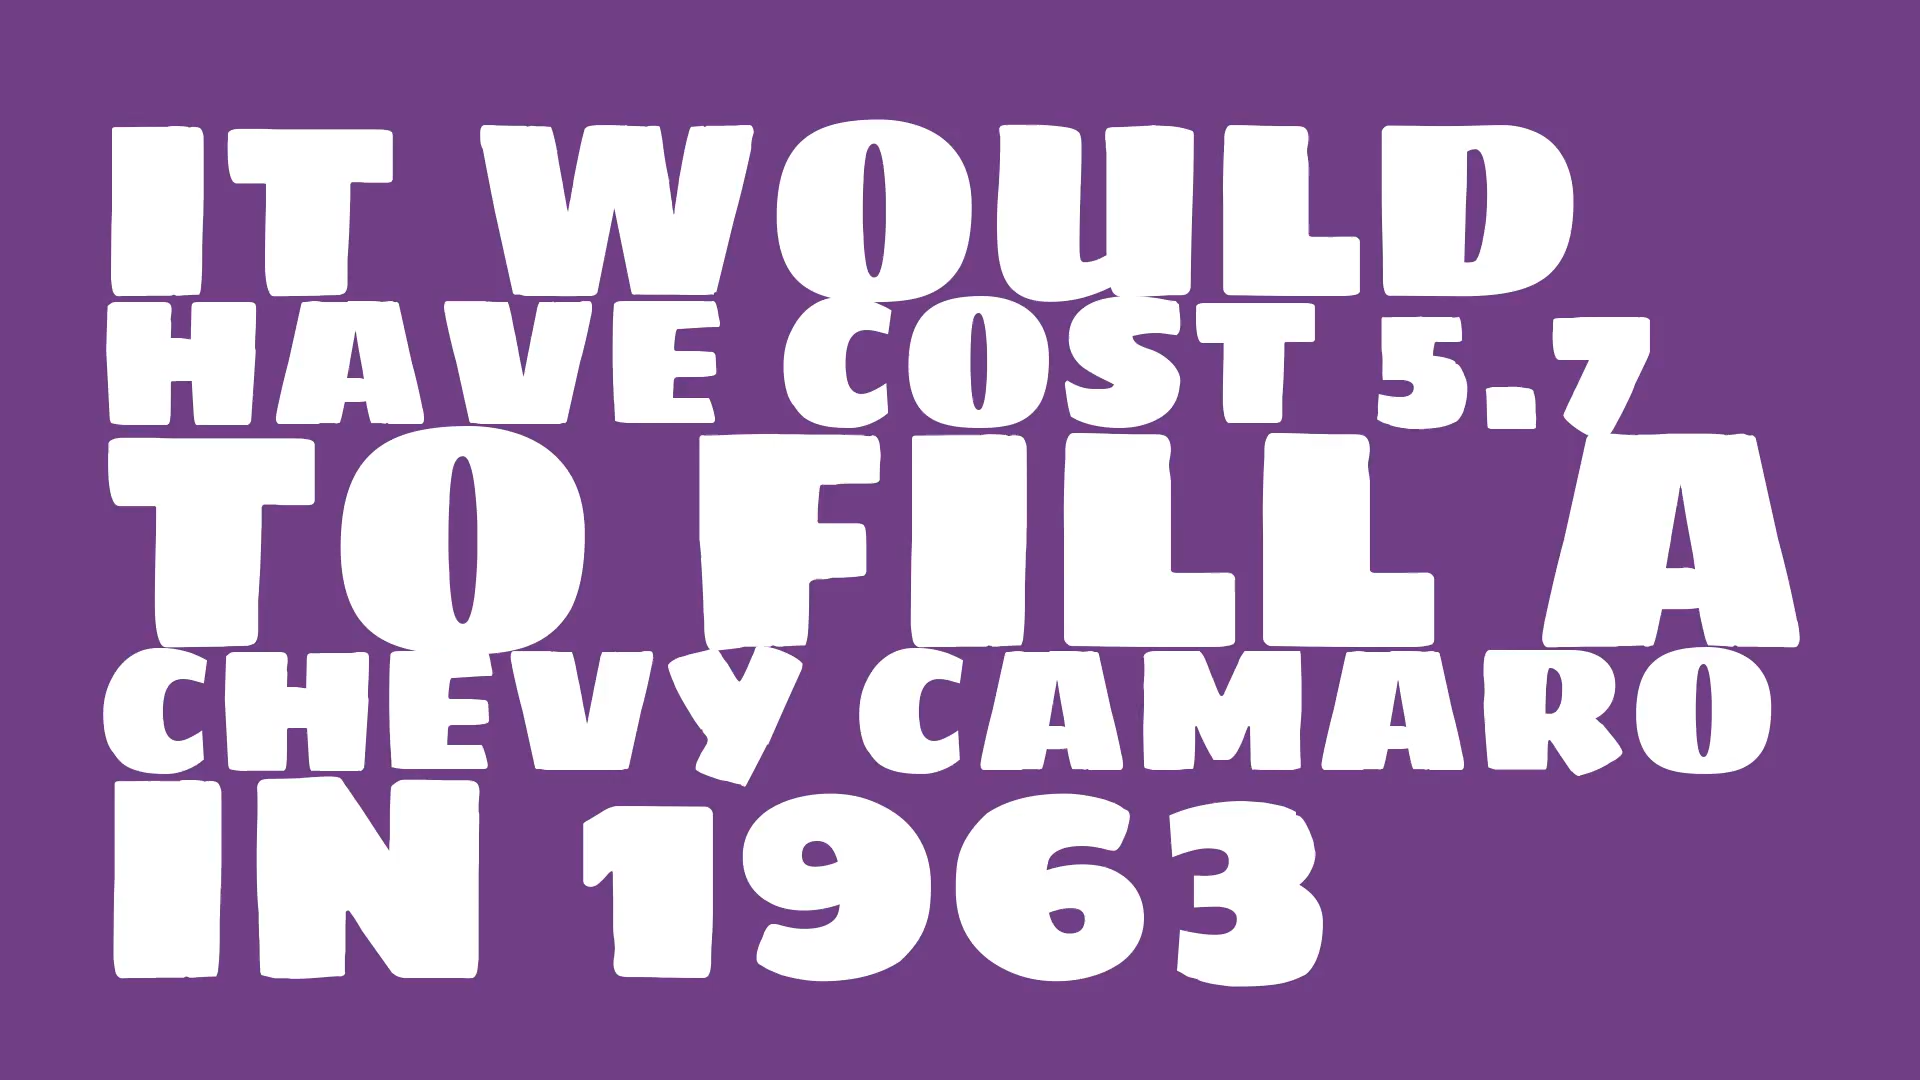 IT WOULD
HAVE COST 5.7
TO FILL A
CHEVY CAMARO
IN 1963